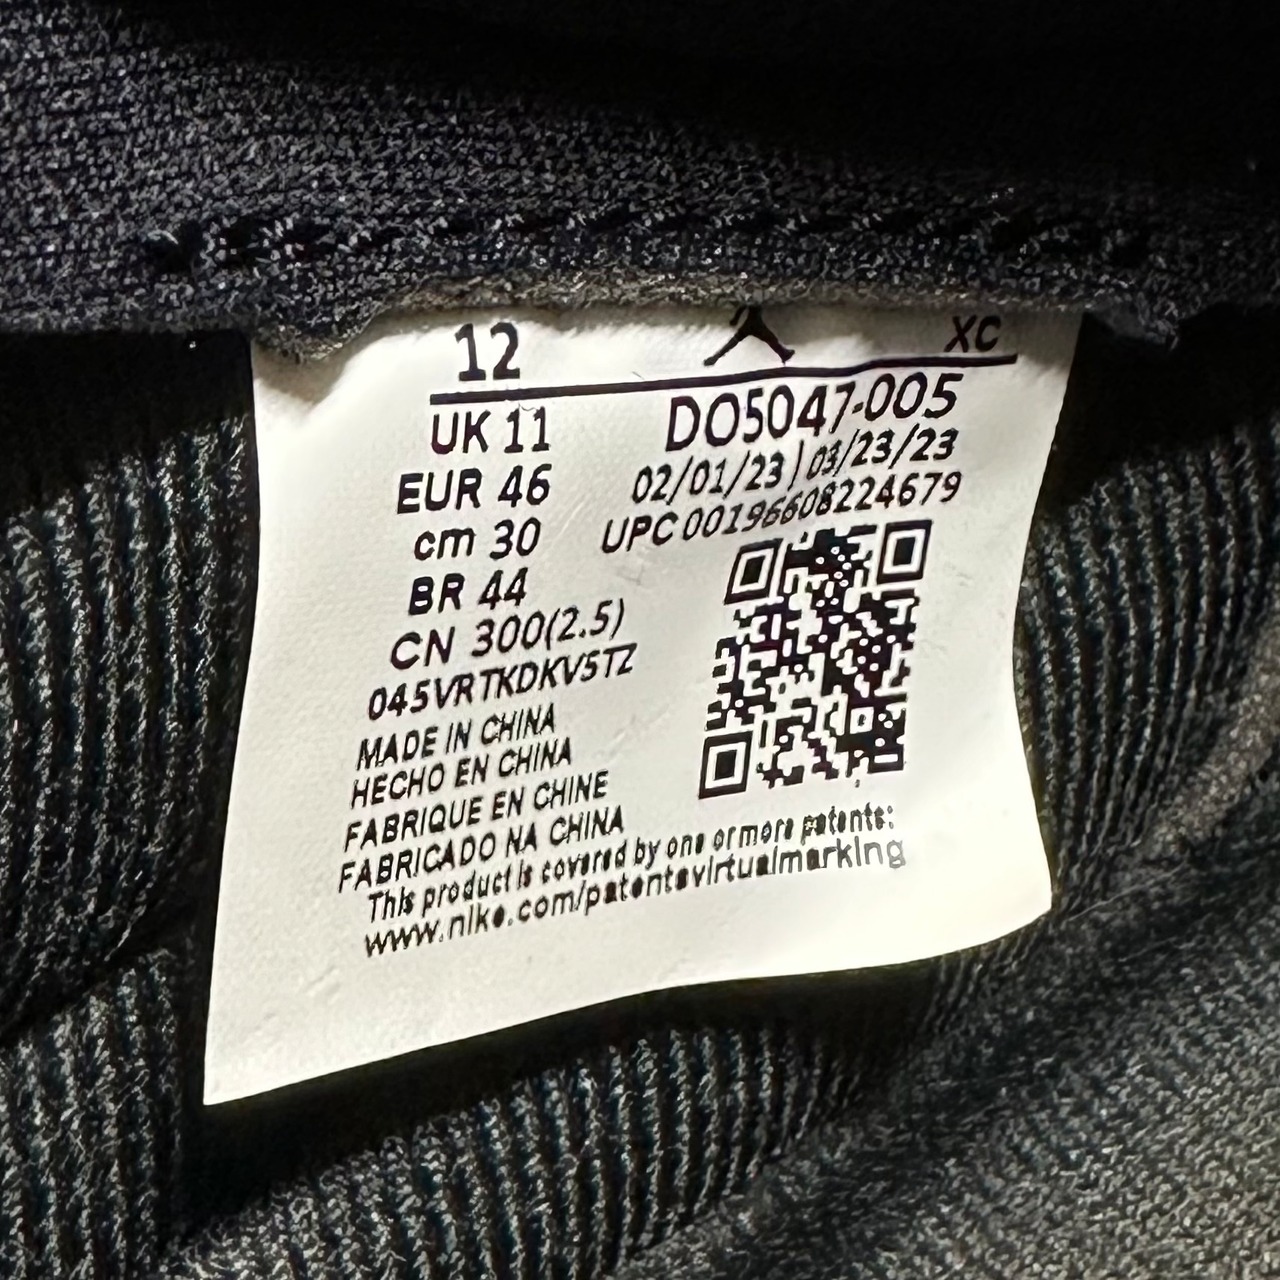 12 XC
UK 11 DO5047-005
EUR 46 02/01/23 | 03/23/23
cm 30 UPC 00196608224679
BR 44
CN 300(2.5)
045VRTKDKV5TZ
MADE IN CHINA
HECHO EN CHINA
FABRIQUE EN CHINE
FABRICADO NA CHINA
This product is covered by one or more patents:
www.nike.com/patentsvirtualmarking